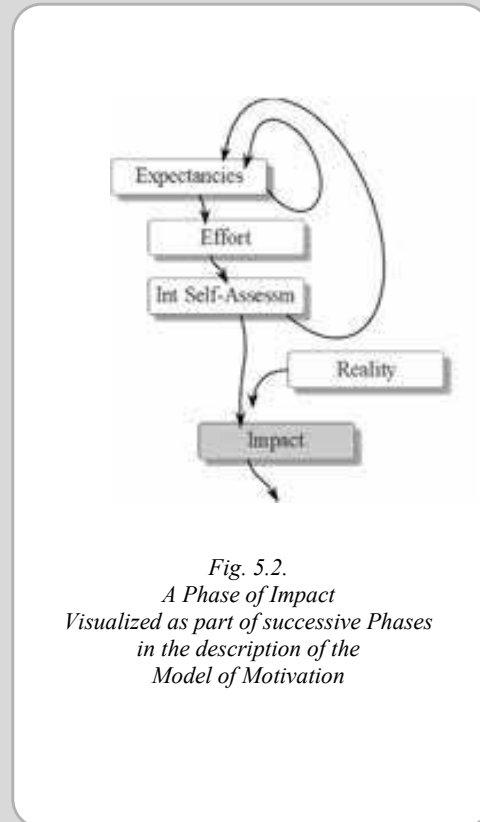 Expectancies
Effort
Int Self-Assessm
Reality
Impact
Fig. 5.2.
A Phase of Impact
Visualized as part of successive Phases
in the description of the
Model of Motivation